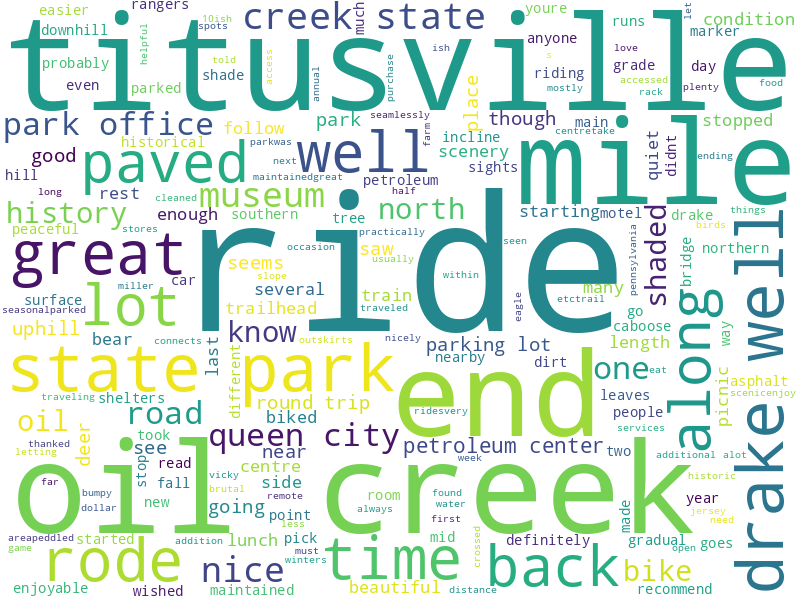 easier
rangers
10ish
much
youre
let
creek state
condition
downhill
helpful
spots
ish
anyone
runs
love
marker
titusville
probably
told
access
shade
annual
purchase
riding
s
grade
accessed
day
food
even
parked
place
mostly
rack
plenty
park office
historical
follow
park
parkwas
seamlessly
farm
though
main
centretake
stopped
good
paved
well
incline
mile
quiet
didnt
ending
hill
next
maintainedgreat
scenery
sights
long
rest
museum
petroleum
half
history
enough
southern
tree
cleaned
north
starting
motel
drake
things
peaceful
stores
practically
birds
great
ride
occasion
saw
usually
seen
shaded
pennsylvania
bridge
northern
seems
slope
within
car
miller
several
eagle
etctrail
many
surface
lot
trailhead
train
traveled
go
way
along
drake well
seasonalparked
uphill
bear
connects
know
outskirts
nicely
caboose
last
parking lot
length
nearby
dirt
state park
different
end
one
eat
picnic
asphalt
scenicenjoy
traveling
shelters
round trip
leaves
oil
road
biked
ridesvery
people
services
deer
took
queen city
thanked
see
near
petroleum center
two
additional alot
letting
stop
read
centre
week
historic
far
fall
vicky
side
remote
room
found
year
oil creek
bumpy
brutal
always
water
jersey
dollar
new
going
point
less
first
made
need
areapeddled
started
addition
lunch
pick
mid
crossed
definitely
gradual
open
goes
game
rode
must
time
back
bike
nice
winters
enjoyable
wished
maintained
beautiful
distance
recommend